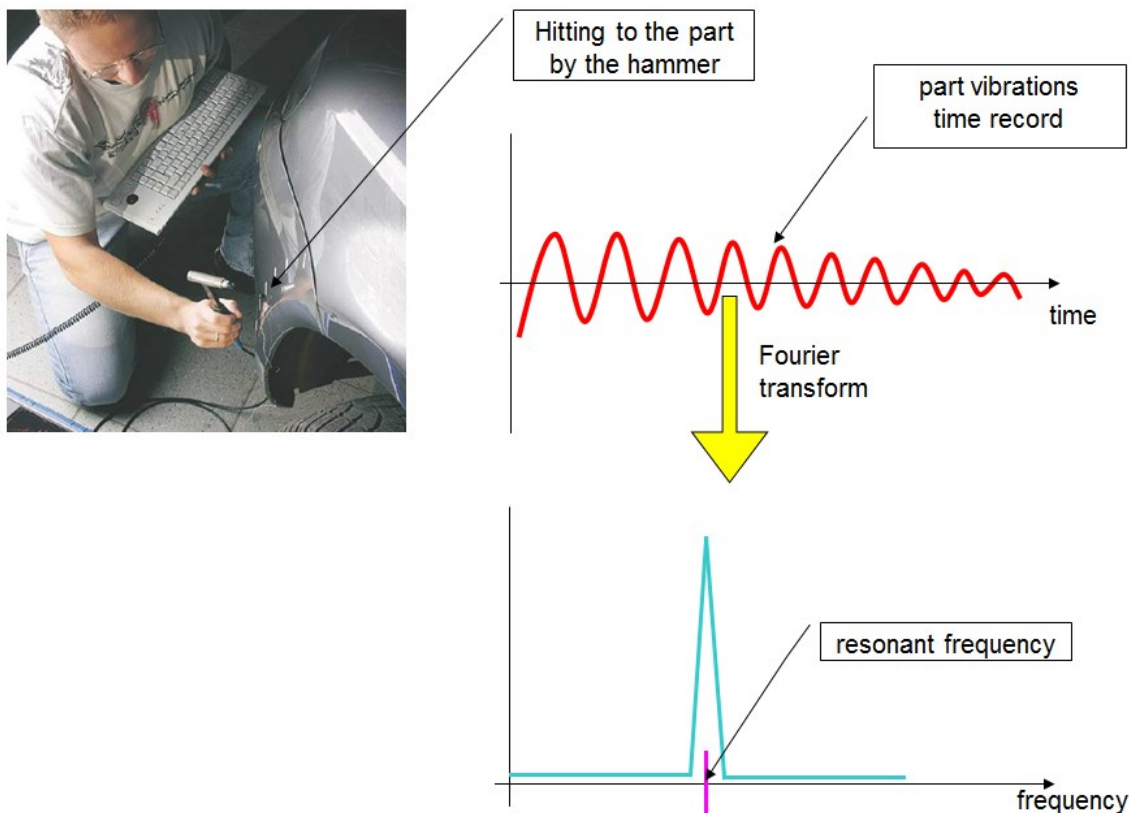 Hitting to the part
by the hammer
part vibrations
time record
time
Fourier
transform
resonant frequency
frequency